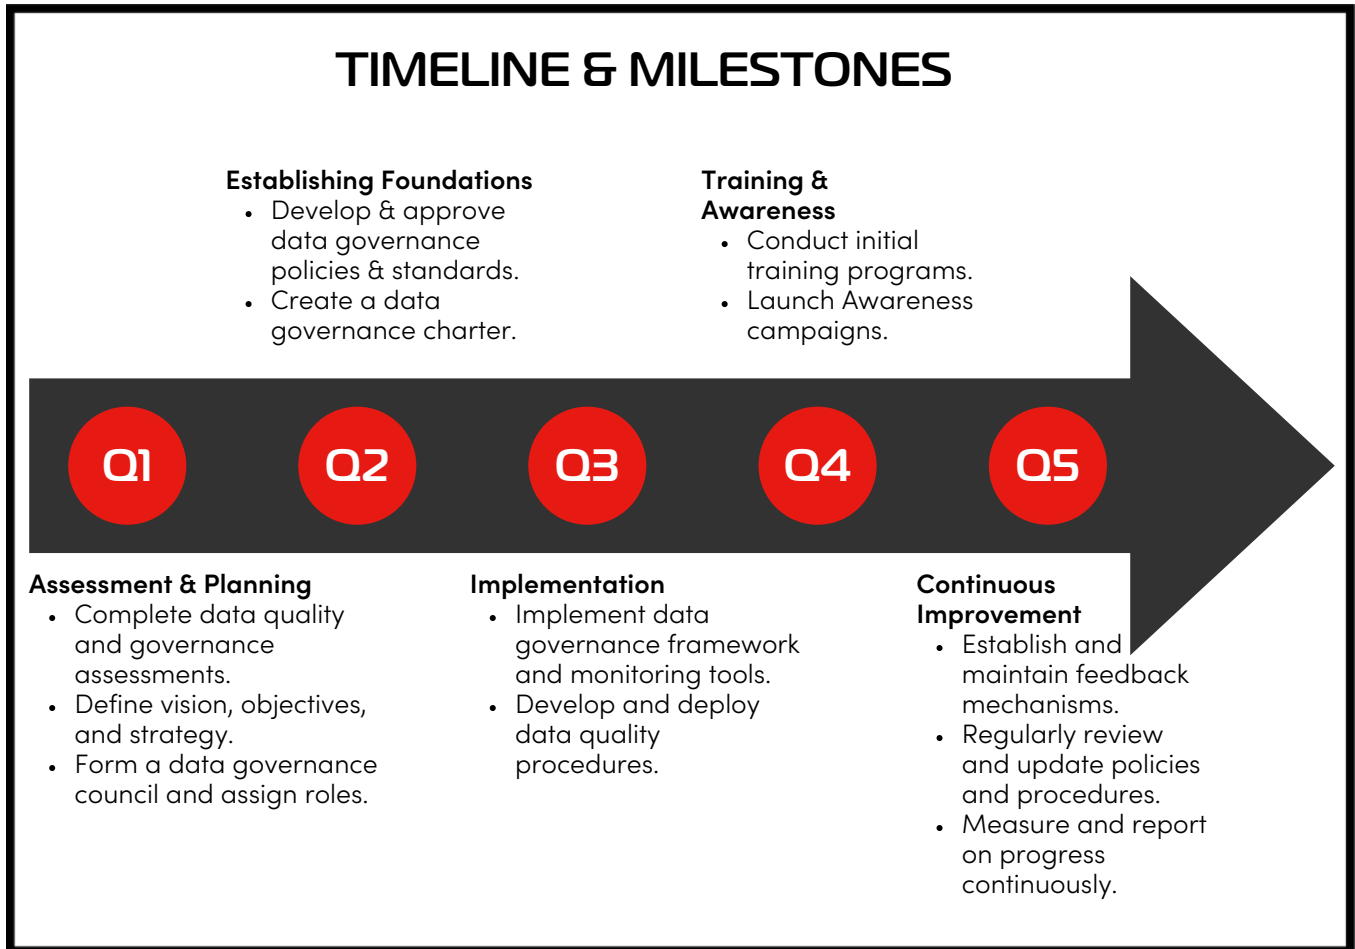 TIMELINE & MILESTONES
Establishing Foundations
• Develop & approve
data governance
policies & standards.
• Create a data
governance charter.
Training &
Awareness
• Conduct initial
training programs.
• Launch Awareness
campaigns.
Q1
Q2
Q3
Q4
Q5
Assessment & Planning
• Complete data quality
and governance
assessments.
• Define vision, objectives,
and strategy.
• Form a data governance
council and assign roles.
Implementation
• Implement data
governance framework
and monitoring tools.
• Develop and deploy
data quality
procedures.
Continuous
Improvement
• Establish and
maintain feedback
mechanisms.
• Regularly review
and update policies
and procedures.
• Measure and report
on progress
continuously.